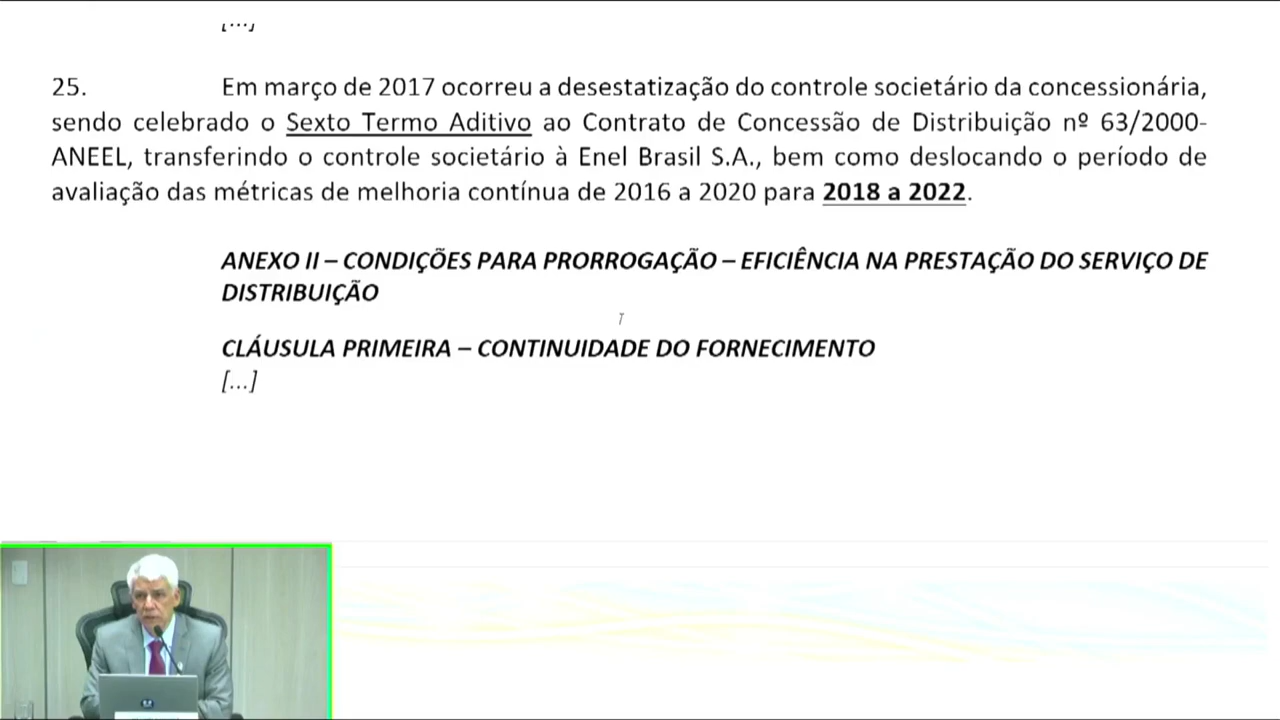 [...]
25. Em março de 2017 ocorreu a desestatização do controle societário da concessionária,
sendo celebrado o Sexto Termo Aditivo ao Contrato de Concessão de Distribuição nº 63/2000-
ANEEL, transferindo o controle societário à Enel Brasil S.A., bem como deslocando o período de
avaliação das métricas de melhoria contínua de 2016 a 2020 para 2018 a 2022.
ANEXO II – CONDIÇÕES PARA PRORROGAÇÃO – EFICIÊNCIA NA PRESTAÇÃO DO SERVIÇO DE
DISTRIBUIÇÃO
CLÁUSULA PRIMEIRA – CONTINUIDADE DO FORNECIMENTO
[...]